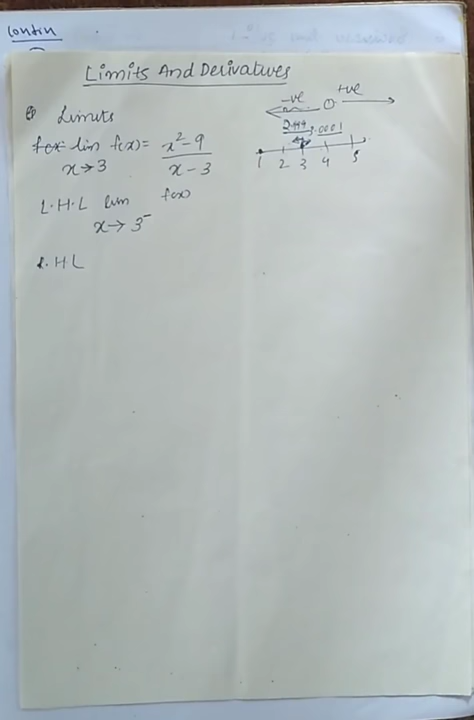 Contin
Limits And Derivatives
Limits
-ve 0 +ve
lim f(x) = x²-9
x→3 x-3
2.999 3.0001
1 2 3 4 5
L.H.L lim f(x)
x→3⁻
.H.L